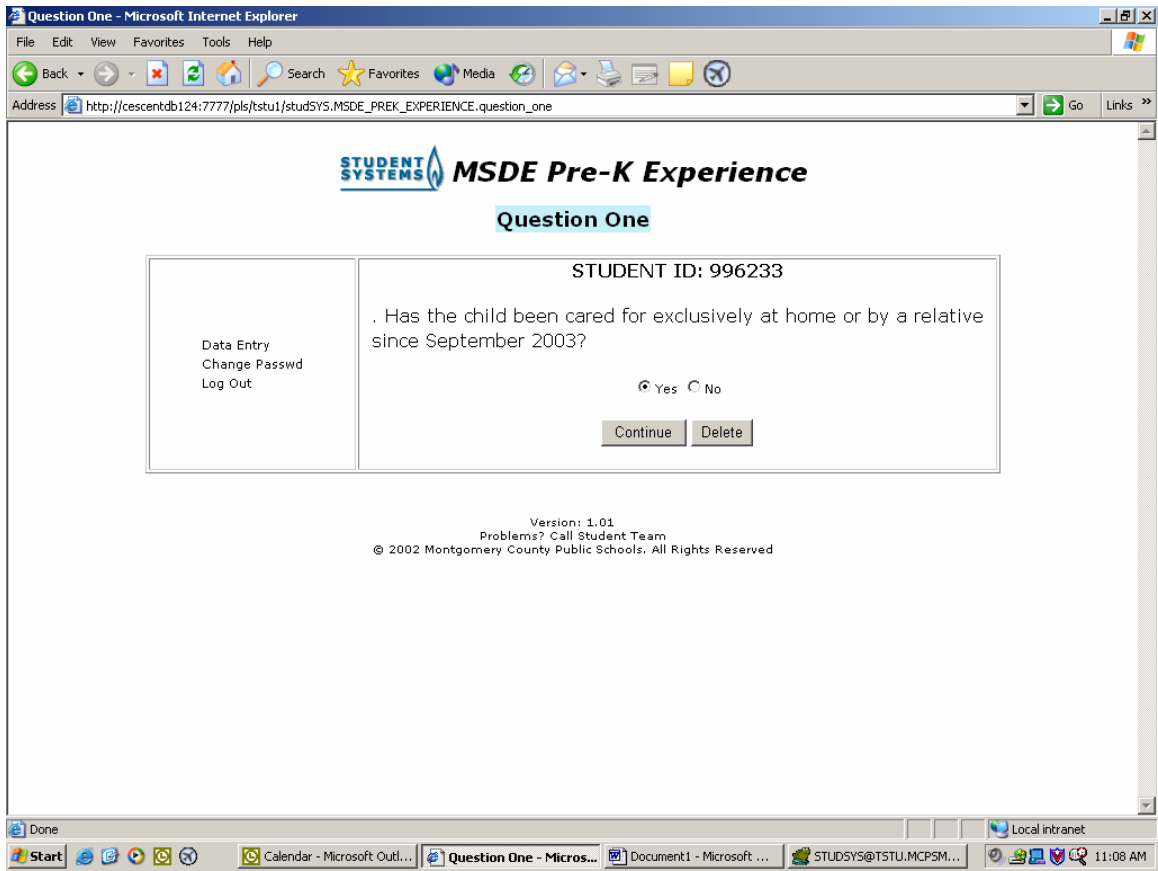 Question One - Microsoft Internet Explorer
File Edit View Favorites Tools Help
Back Search Favorites Media
Address http://cescentdb124:7777/pls/tstu1/studSYS.MSDE_PREK_EXPERIENCE.question_one Go Links »
STUDENT SYSTEMS MSDE Pre-K Experience
Question One
STUDENT ID: 996233
. Has the child been cared for exclusively at home or by a relative
since September 2003?
Data Entry
Change Passwd
Log Out
Yes No
Continue Delete
Version: 1.01
Problems? Call Student Team
© 2002 Montgomery County Public Schools. All Rights Reserved
Done Local intranet
Start Calendar - Microsoft Outl... Question One - Micros... Document1 - Microsoft ... STUDSYS@TSTU.MCPSM... 11:08 AM